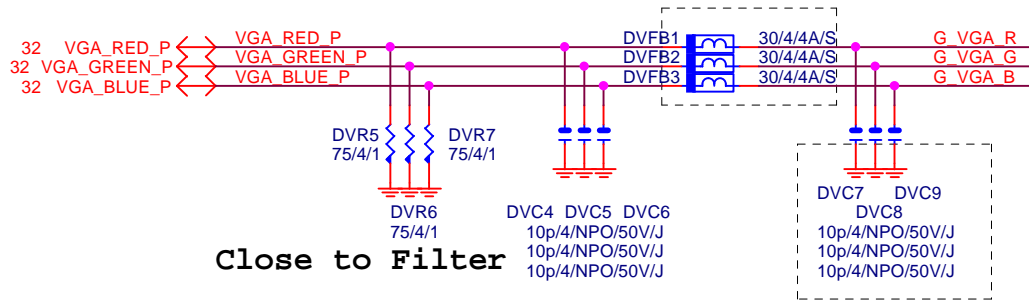 32 VGA_RED_P VGA_RED_P DVFB1 30/4/4A/S G_VGA_R
32 VGA_GREEN_P VGA_GREEN_P DVFB2 30/4/4A/S G_VGA_G
32 VGA_BLUE_P VGA_BLUE_P DVFB3 30/4/4A/S G_VGA_B
DVR5 DVR7
75/4/1 75/4/1
DVC7 DVC9
DVR6 DVC4 DVC5 DVC6 DVC8
75/4/1 10p/4/NPO/50V/J 10p/4/NPO/50V/J
10p/4/NPO/50V/J 10p/4/NPO/50V/J
Close to Filter 10p/4/NPO/50V/J 10p/4/NPO/50V/J